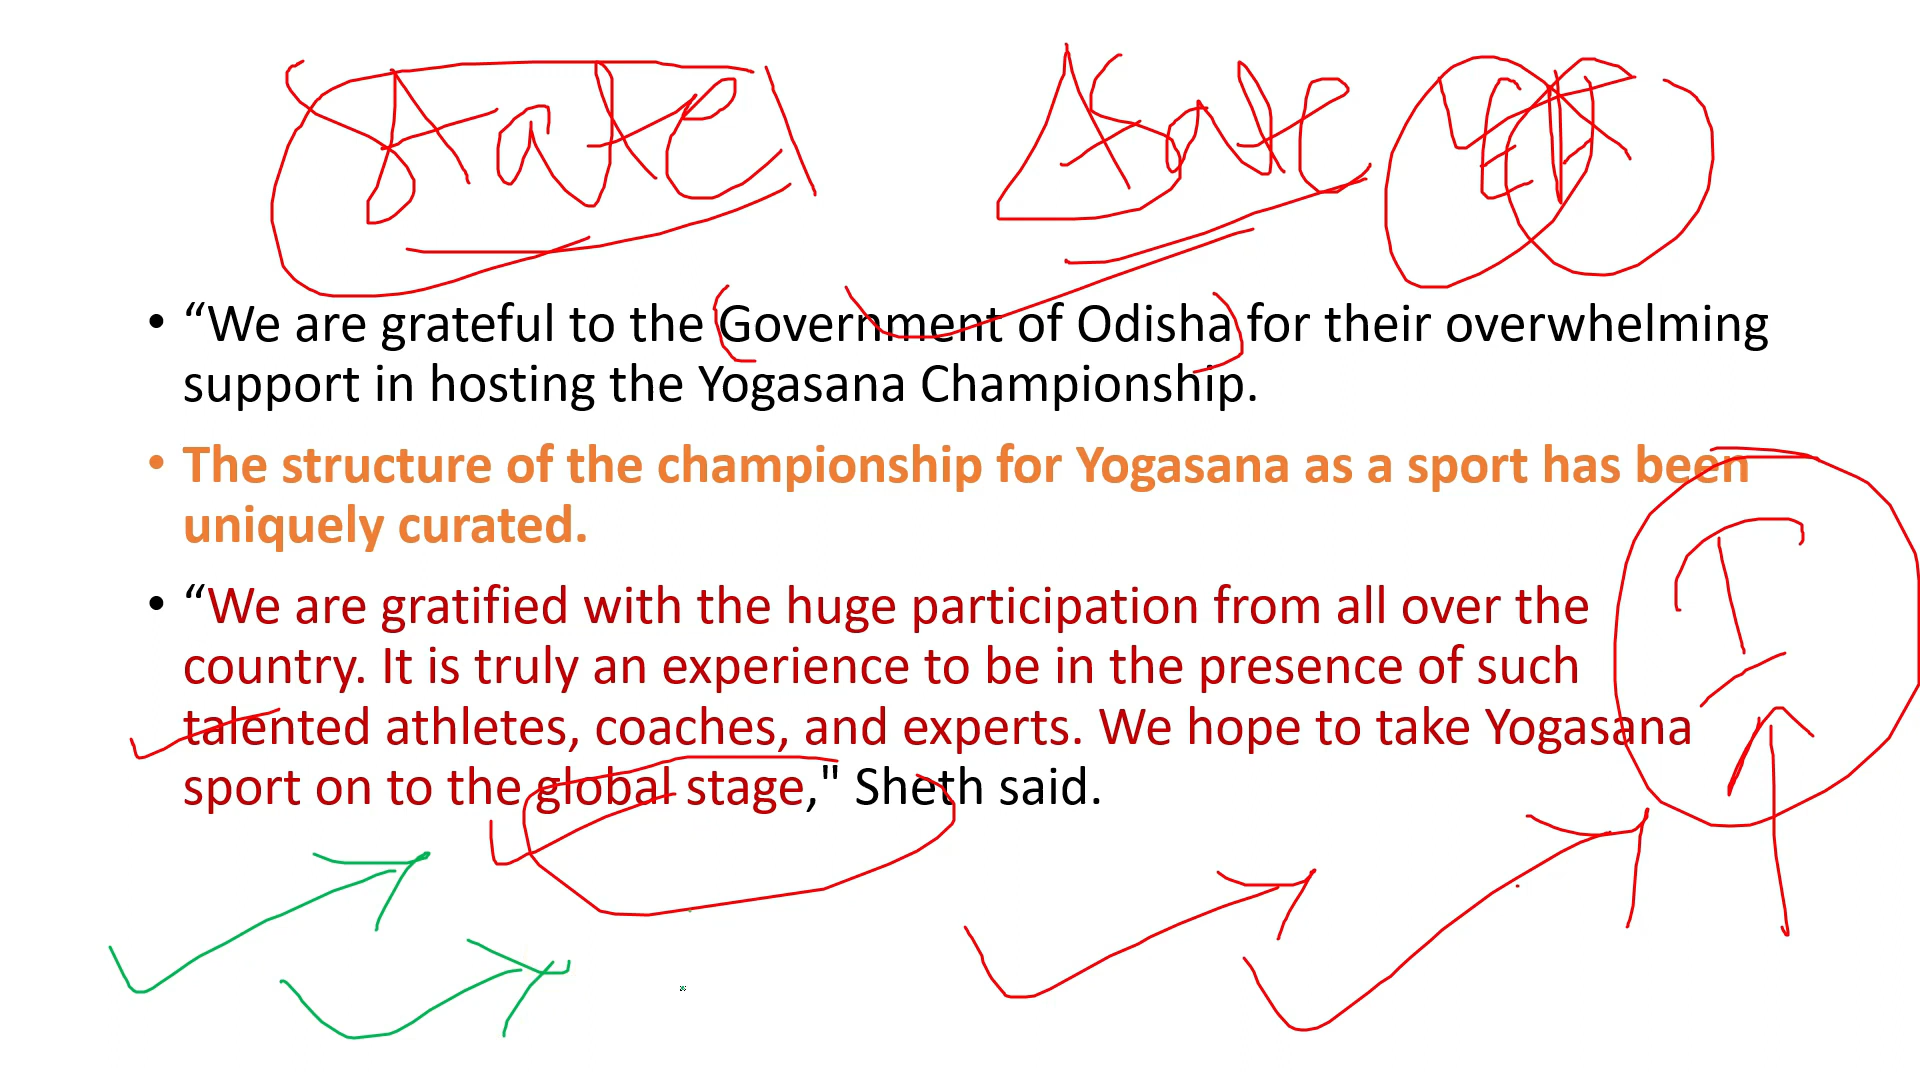 State State
• “We are grateful to the Government of Odisha for their overwhelming
support in hosting the Yogasana Championship.
• The structure of the championship for Yogasana as a sport has been
uniquely curated.
• “We are gratified with the huge participation from all over the
country. It is truly an experience to be in the presence of such
talented athletes, coaches, and experts. We hope to take Yogasana
sport on to the global stage," Sheth said.